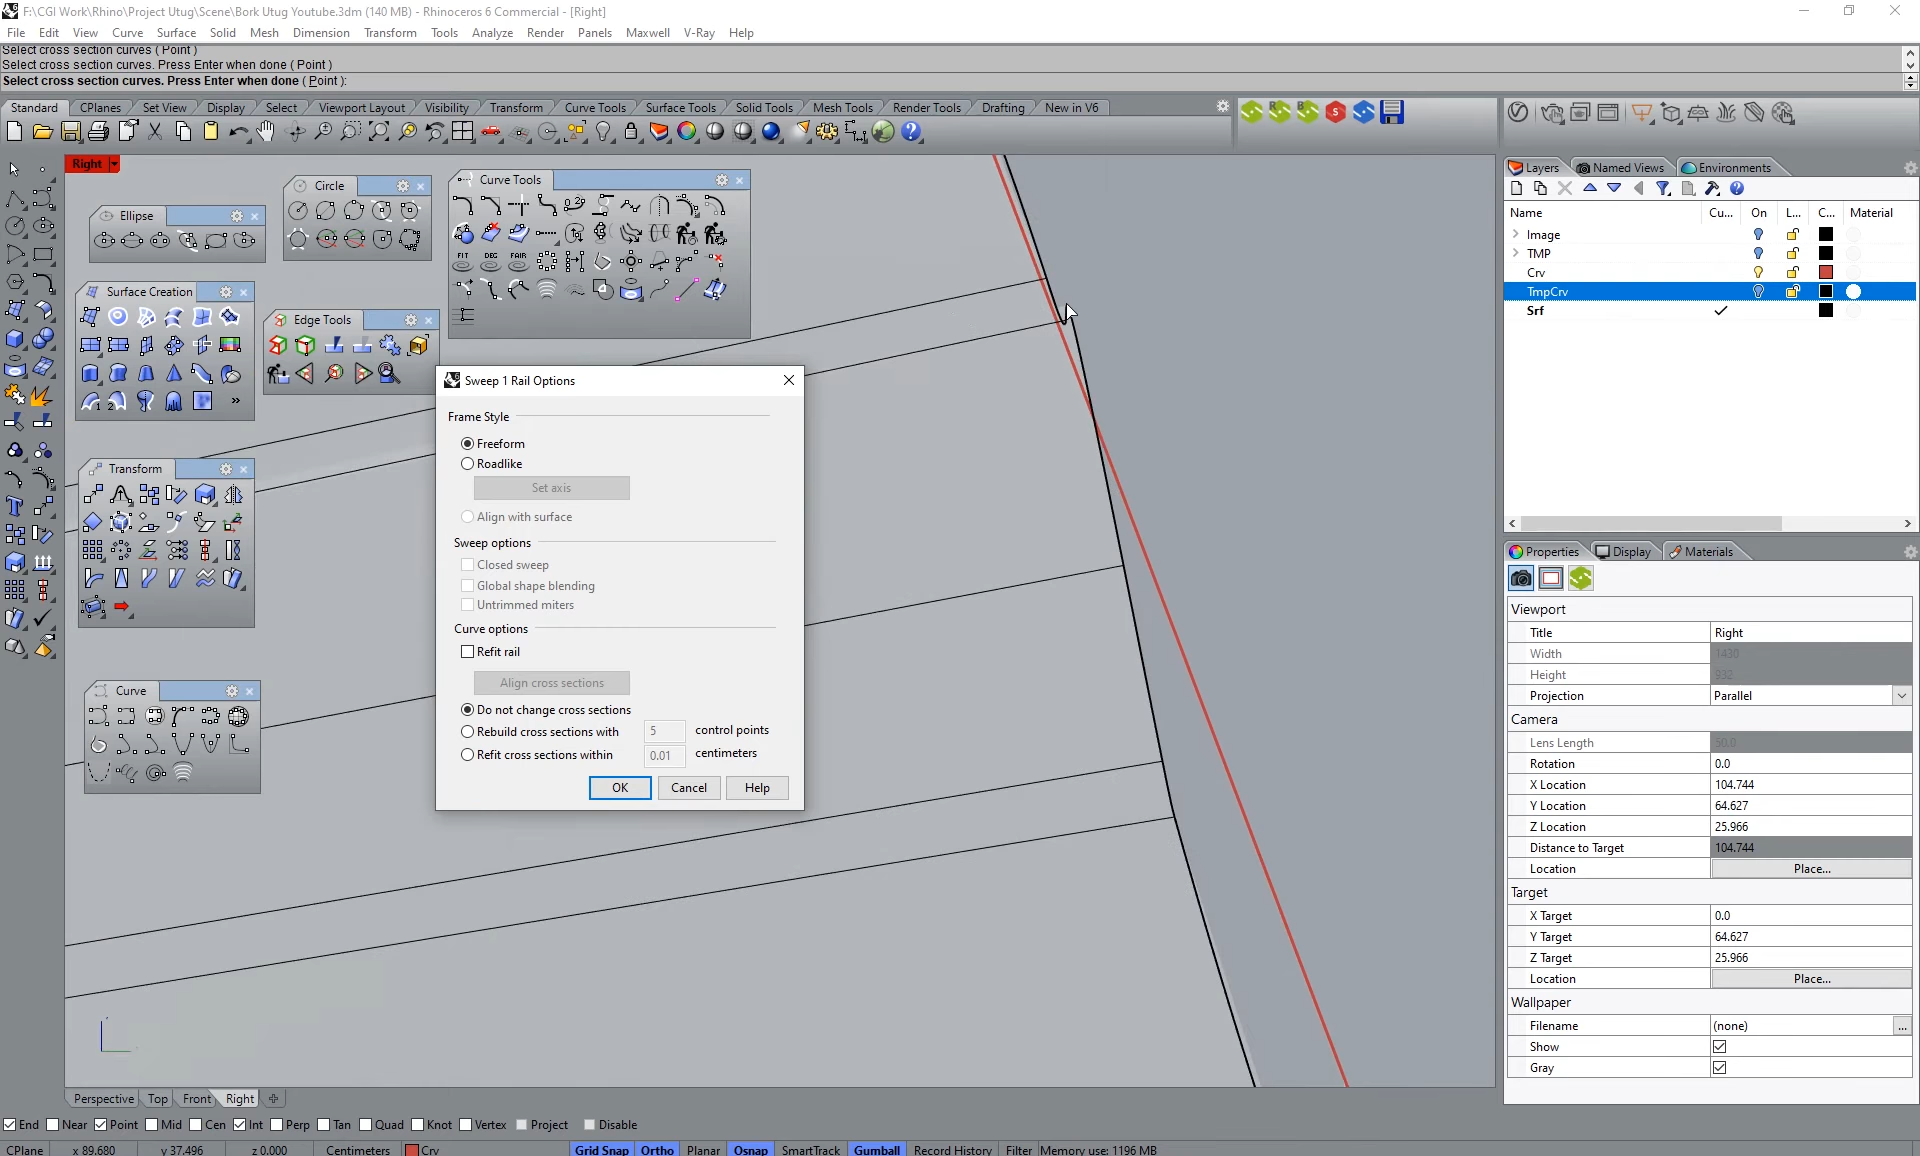 F:\CGI Work\Rhino\Project Utug\Scene\Bork Utug Youtube.3dm (140 MB) - Rhinoceros 6 Commercial - [Right]
File Edit View Curve Surface Solid Mesh Dimension Transform Tools Analyze Render Panels Maxwell V-Ray Help
Select cross section curves ( Point )
Select cross section curves. Press Enter when done ( Point )
Select cross section curves. Press Enter when done ( Point ):
Standard CPlanes Set View Display Select Viewport Layout Visibility Transform Curve Tools Surface Tools Solid Tools Mesh Tools Render Tools Drafting New in V6
Right
Ellipse
Circle
Curve Tools
FIT DEG FAIR
Surface Creation
Edge Tools
Transform
Curve
Sweep 1 Rail Options
Frame Style
Freeform
Roadlike
Set axis
Align with surface
Sweep options
Closed sweep
Global shape blending
Untrimmed miters
Curve options
Refit rail
Align cross sections
Do not change cross sections
Rebuild cross sections with 5 control points
Refit cross sections within 0.01 centimeters
OK Cancel Help
Layers Named Views Environments
Name Cu... On L... C... Material
Image
TMP
Crv
TmpCrv
Srf
Properties Display Materials
Viewport
Title Right
Width 1430
Height 932
Projection Parallel
Camera
Lens Length 50.0
Rotation 0.0
X Location 104.744
Y Location 64.627
Z Location 25.966
Distance to Target 104.744
Location Place...
Target
X Target 0.0
Y Target 64.627
Z Target 25.966
Location Place...
Wallpaper
Filename (none) ...
Show
Gray
Perspective Top Front Right
End Near Point Mid Cen Int Perp Tan Quad Knot Vertex Project Disable
CPlane x 89.680 y 37.496 z 0.000 Centimeters Crv Grid Snap Ortho Planar Osnap SmartTrack Gumball Record History Filter Memory use: 1196 MB